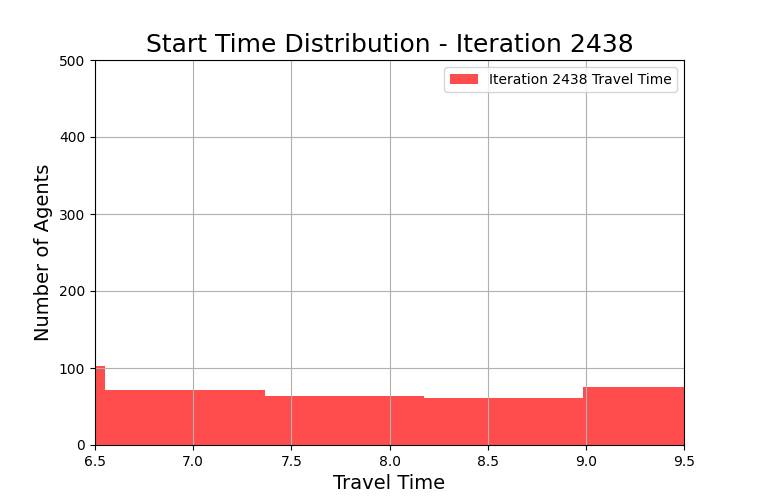 Start Time Distribution - Iteration 2438
Iteration 2438 Travel Time
Number of Agents
500
400
300
200
100
0
6.5 7.0 7.5 8.0 8.5 9.0 9.5
Travel Time